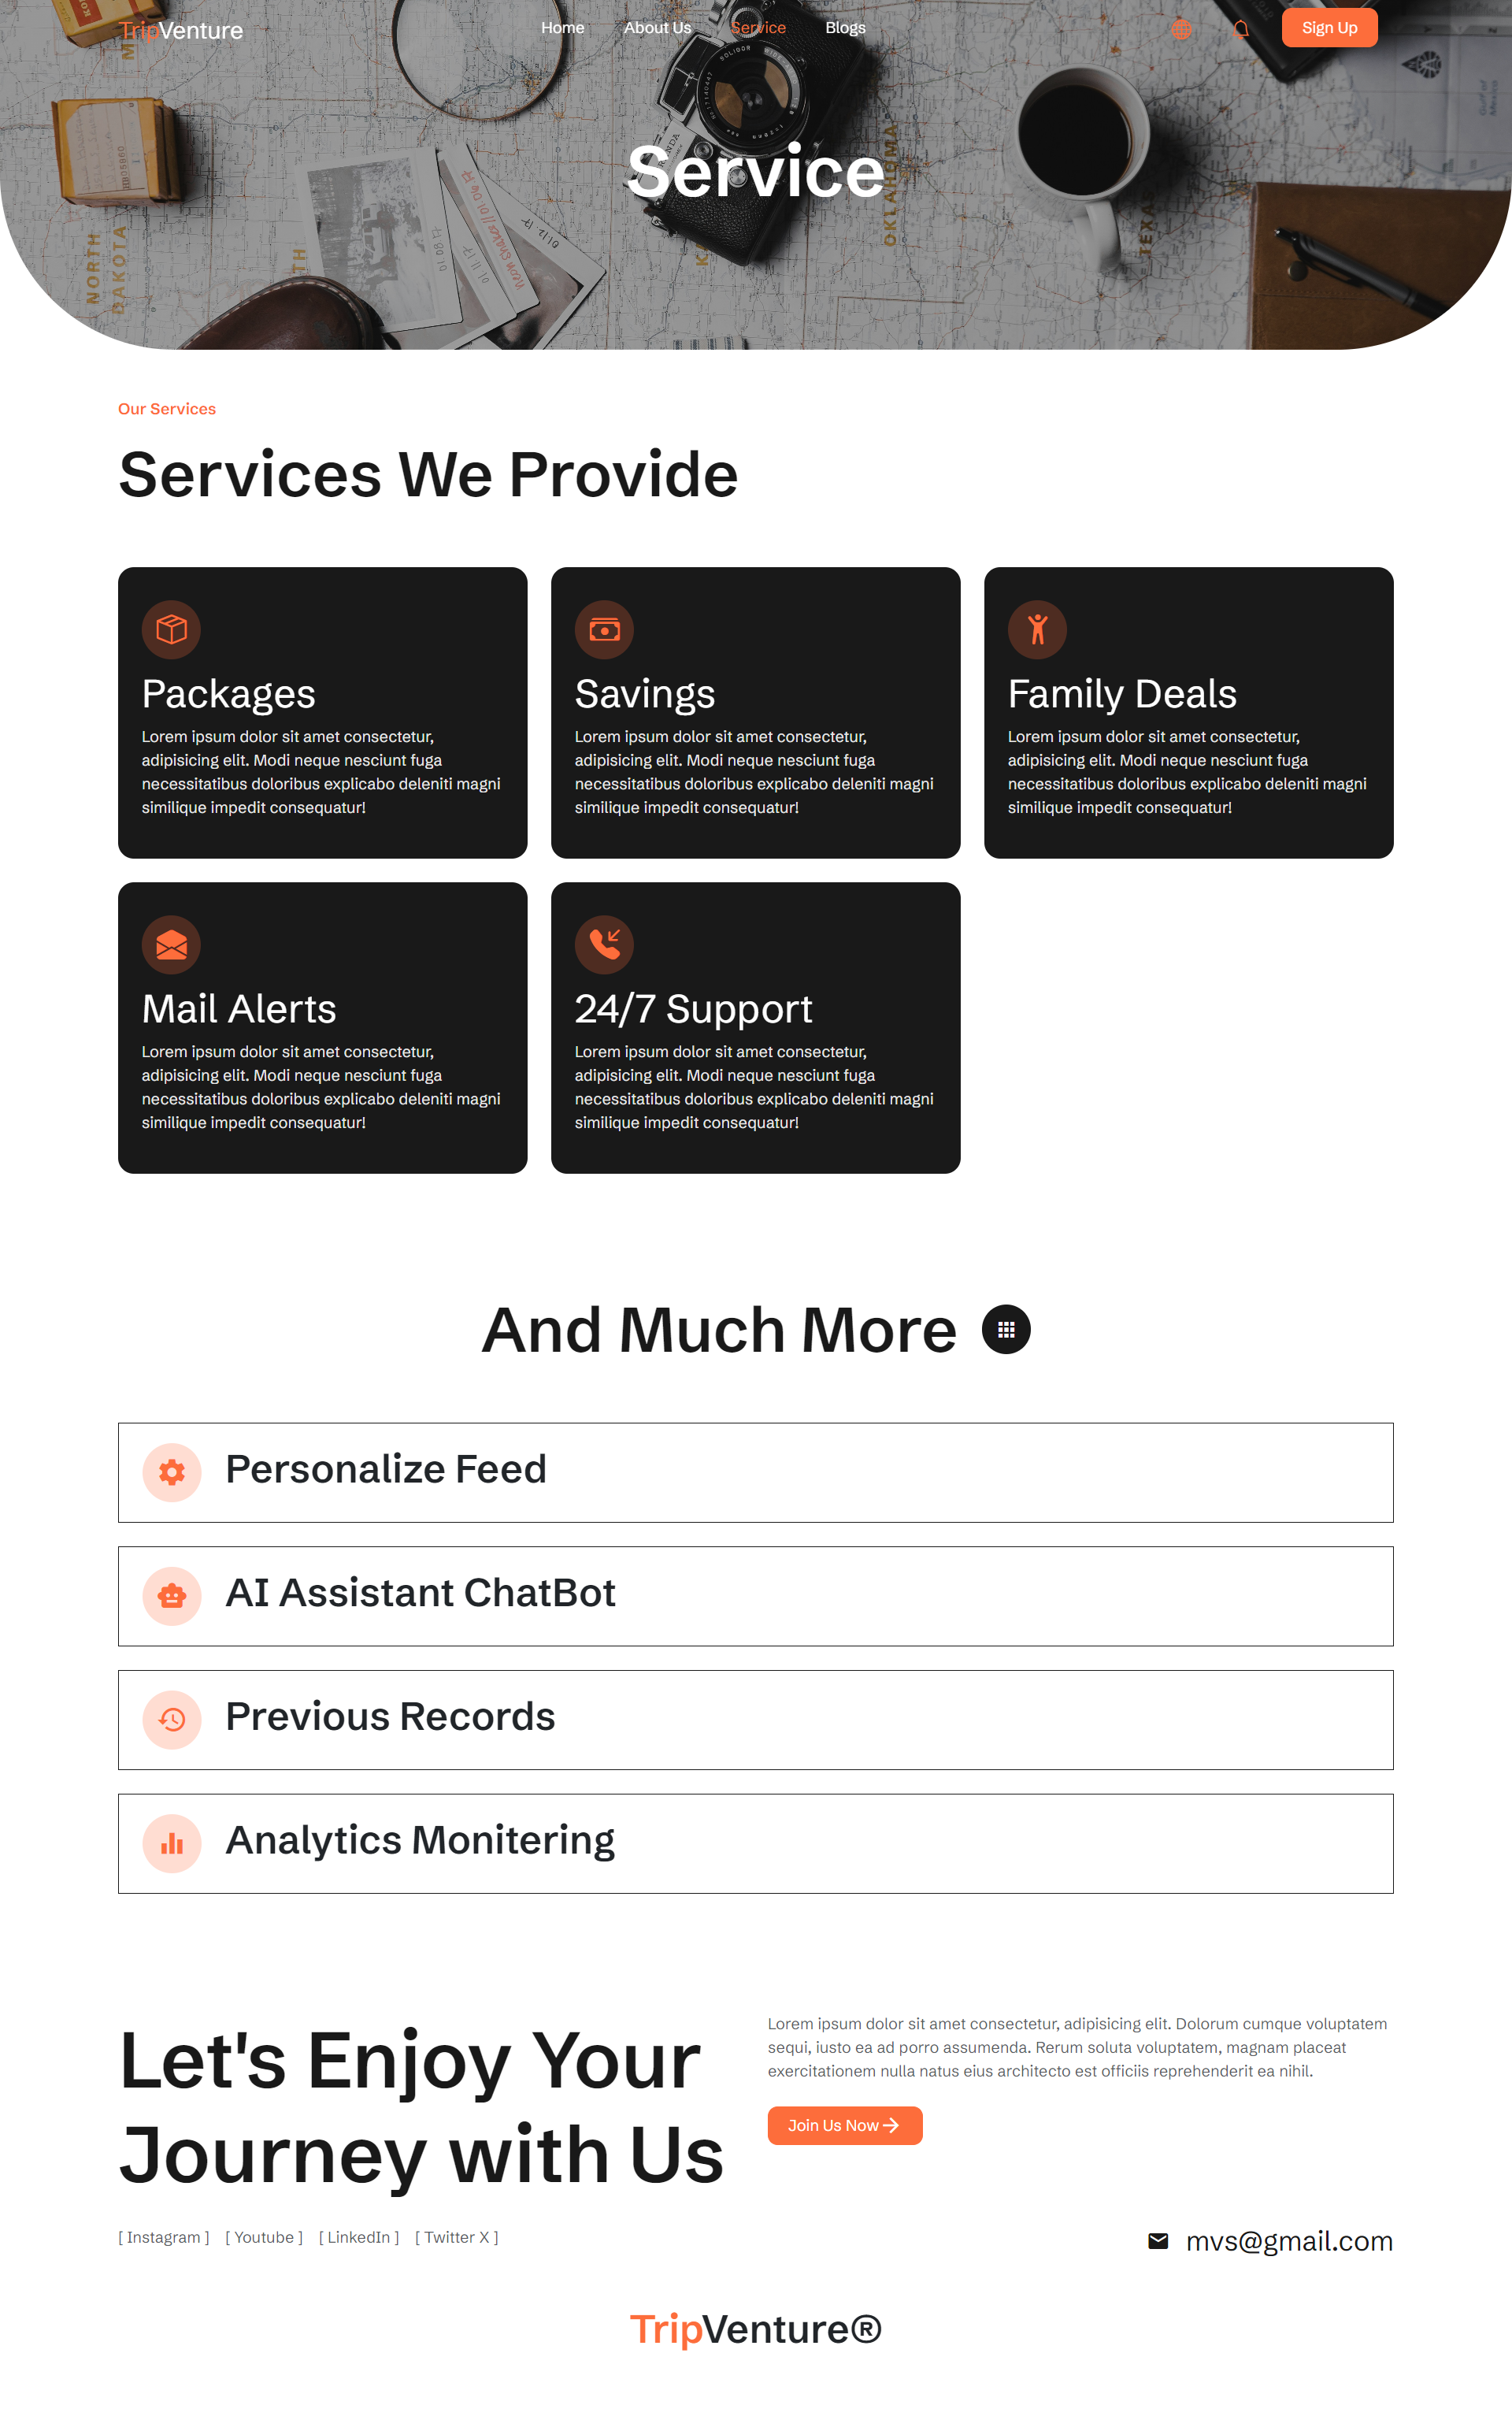 TripVenture
Home
About Us
Service
Blogs
Sign Up
Service
NORTH
DAKOTA
OKLAHOMA
TEXAS
Our Services
Services We Provide
Packages
Lorem ipsum dolor sit amet consectetur,
adipisicing elit. Modi neque nesciunt fuga
necessitatibus doloribus explicabo deleniti magni
similique impedit consequatur!
Savings
Lorem ipsum dolor sit amet consectetur,
adipisicing elit. Modi neque nesciunt fuga
necessitatibus doloribus explicabo deleniti magni
similique impedit consequatur!
Family Deals
Lorem ipsum dolor sit amet consectetur,
adipisicing elit. Modi neque nesciunt fuga
necessitatibus doloribus explicabo deleniti magni
similique impedit consequatur!
Mail Alerts
Lorem ipsum dolor sit amet consectetur,
adipisicing elit. Modi neque nesciunt fuga
necessitatibus doloribus explicabo deleniti magni
similique impedit consequatur!
24/7 Support
Lorem ipsum dolor sit amet consectetur,
adipisicing elit. Modi neque nesciunt fuga
necessitatibus doloribus explicabo deleniti magni
similique impedit consequatur!
And Much More
Personalize Feed
AI Assistant ChatBot
Previous Records
Analytics Monitering
Let's Enjoy Your
Journey with Us
Lorem ipsum dolor sit amet consectetur, adipisicing elit. Dolorum cumque voluptatem
sequi, iusto ea ad porro assumenda. Rerum soluta voluptatem, magnam placeat
exercitationem nulla natus eius architecto est officiis reprehenderit ea nihil.
Join Us Now
[ Instagram ] [ Youtube ] [ LinkedIn ] [ Twitter X ]
mvs@gmail.com
TripVenture®